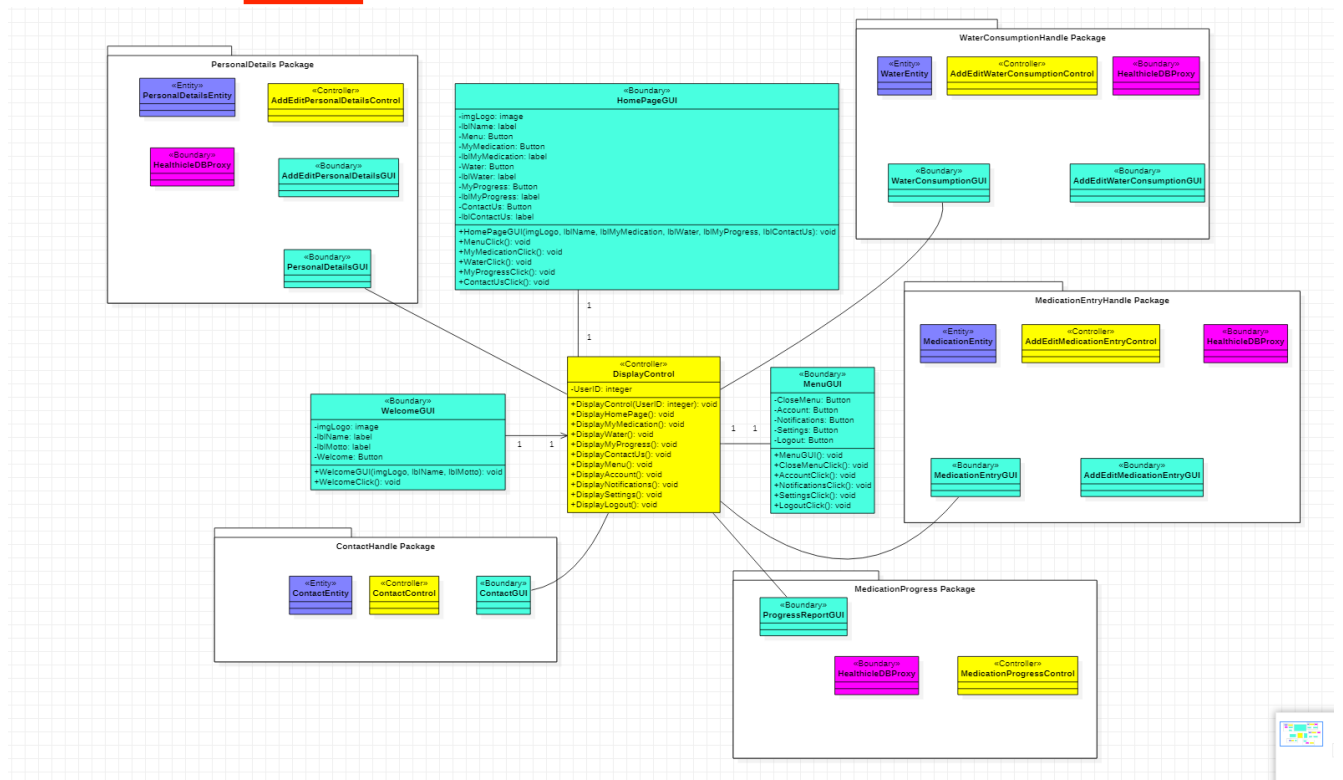 PersonalDetails Package
«Entity»
PersonalDetailsEntity
«Controller»
AddEditPersonalDetailsControl
«Boundary»
HealthicleDBProxy
«Boundary»
AddEditPersonalDetailsGUI
«Boundary»
PersonalDetailsGUI
«Boundary»
HomePageGUI
-imgLogo: image
-lblName: label
-Menu: Button
-MyMedication: Button
-lblMyMedication: label
-Water: Button
-lblWater: label
-MyProgress: Button
-lblMyProgress: label
-ContactUs: Button
-lblContactUs: label
+HomePageGUI(imgLogo, lblName, lblMyMedication, lblWater, lblMyProgress, lblContactUs): void
+MenuClick(): void
+MyMedicationClick(): void
+WaterClick(): void
+MyProgressClick(): void
+ContactUsClick(): void
1
1
WaterConsumptionHandle Package
«Entity»
WaterEntity
«Controller»
AddEditWaterConsumptionControl
«Boundary»
HealthicleDBProxy
«Boundary»
WaterConsumptionGUI
«Boundary»
AddEditWaterConsumptionGUI
MedicationEntryHandle Package
«Entity»
MedicationEntity
«Controller»
AddEditMedicationEntryControl
«Boundary»
HealthicleDBProxy
«Boundary»
MedicationEntryGUI
«Boundary»
AddEditMedicationEntryGUI
«Controller»
DisplayControl
-UserID: integer
+DisplayControl(UserID: integer): void
+DisplayHomePage(): void
+DisplayMyMedication(): void
+DisplayWater(): void
+DisplayMyProgress(): void
+DisplayContactUs(): void
+DisplayMenu(): void
+DisplayAccount(): void
+DisplayNotifications(): void
+DisplaySettings(): void
+DisplayLogout(): void
1 1
«Boundary»
MenuGUI
-CloseMenu: Button
-Account: Button
-Notifications: Button
-Settings: Button
-Logout: Button
+MenuGUI(): void
+CloseMenuClick(): void
+AccountClick(): void
+NotificationsClick(): void
+SettingsClick(): void
+LogoutClick(): void
«Boundary»
WelcomeGUI
-imgLogo: image
-lblName: label
-lblMotto: label
-Welcome: Button
+WelcomeGUI(imgLogo, lblName, lblMotto): void
+WelcomeClick(): void
1 1
ContactHandle Package
«Entity»
ContactEntity
«Controller»
ContactControl
«Boundary»
ContactGUI
MedicationProgress Package
«Boundary»
ProgressReportGUI
«Boundary»
HealthicleDBProxy
«Controller»
MedicationProgressControl